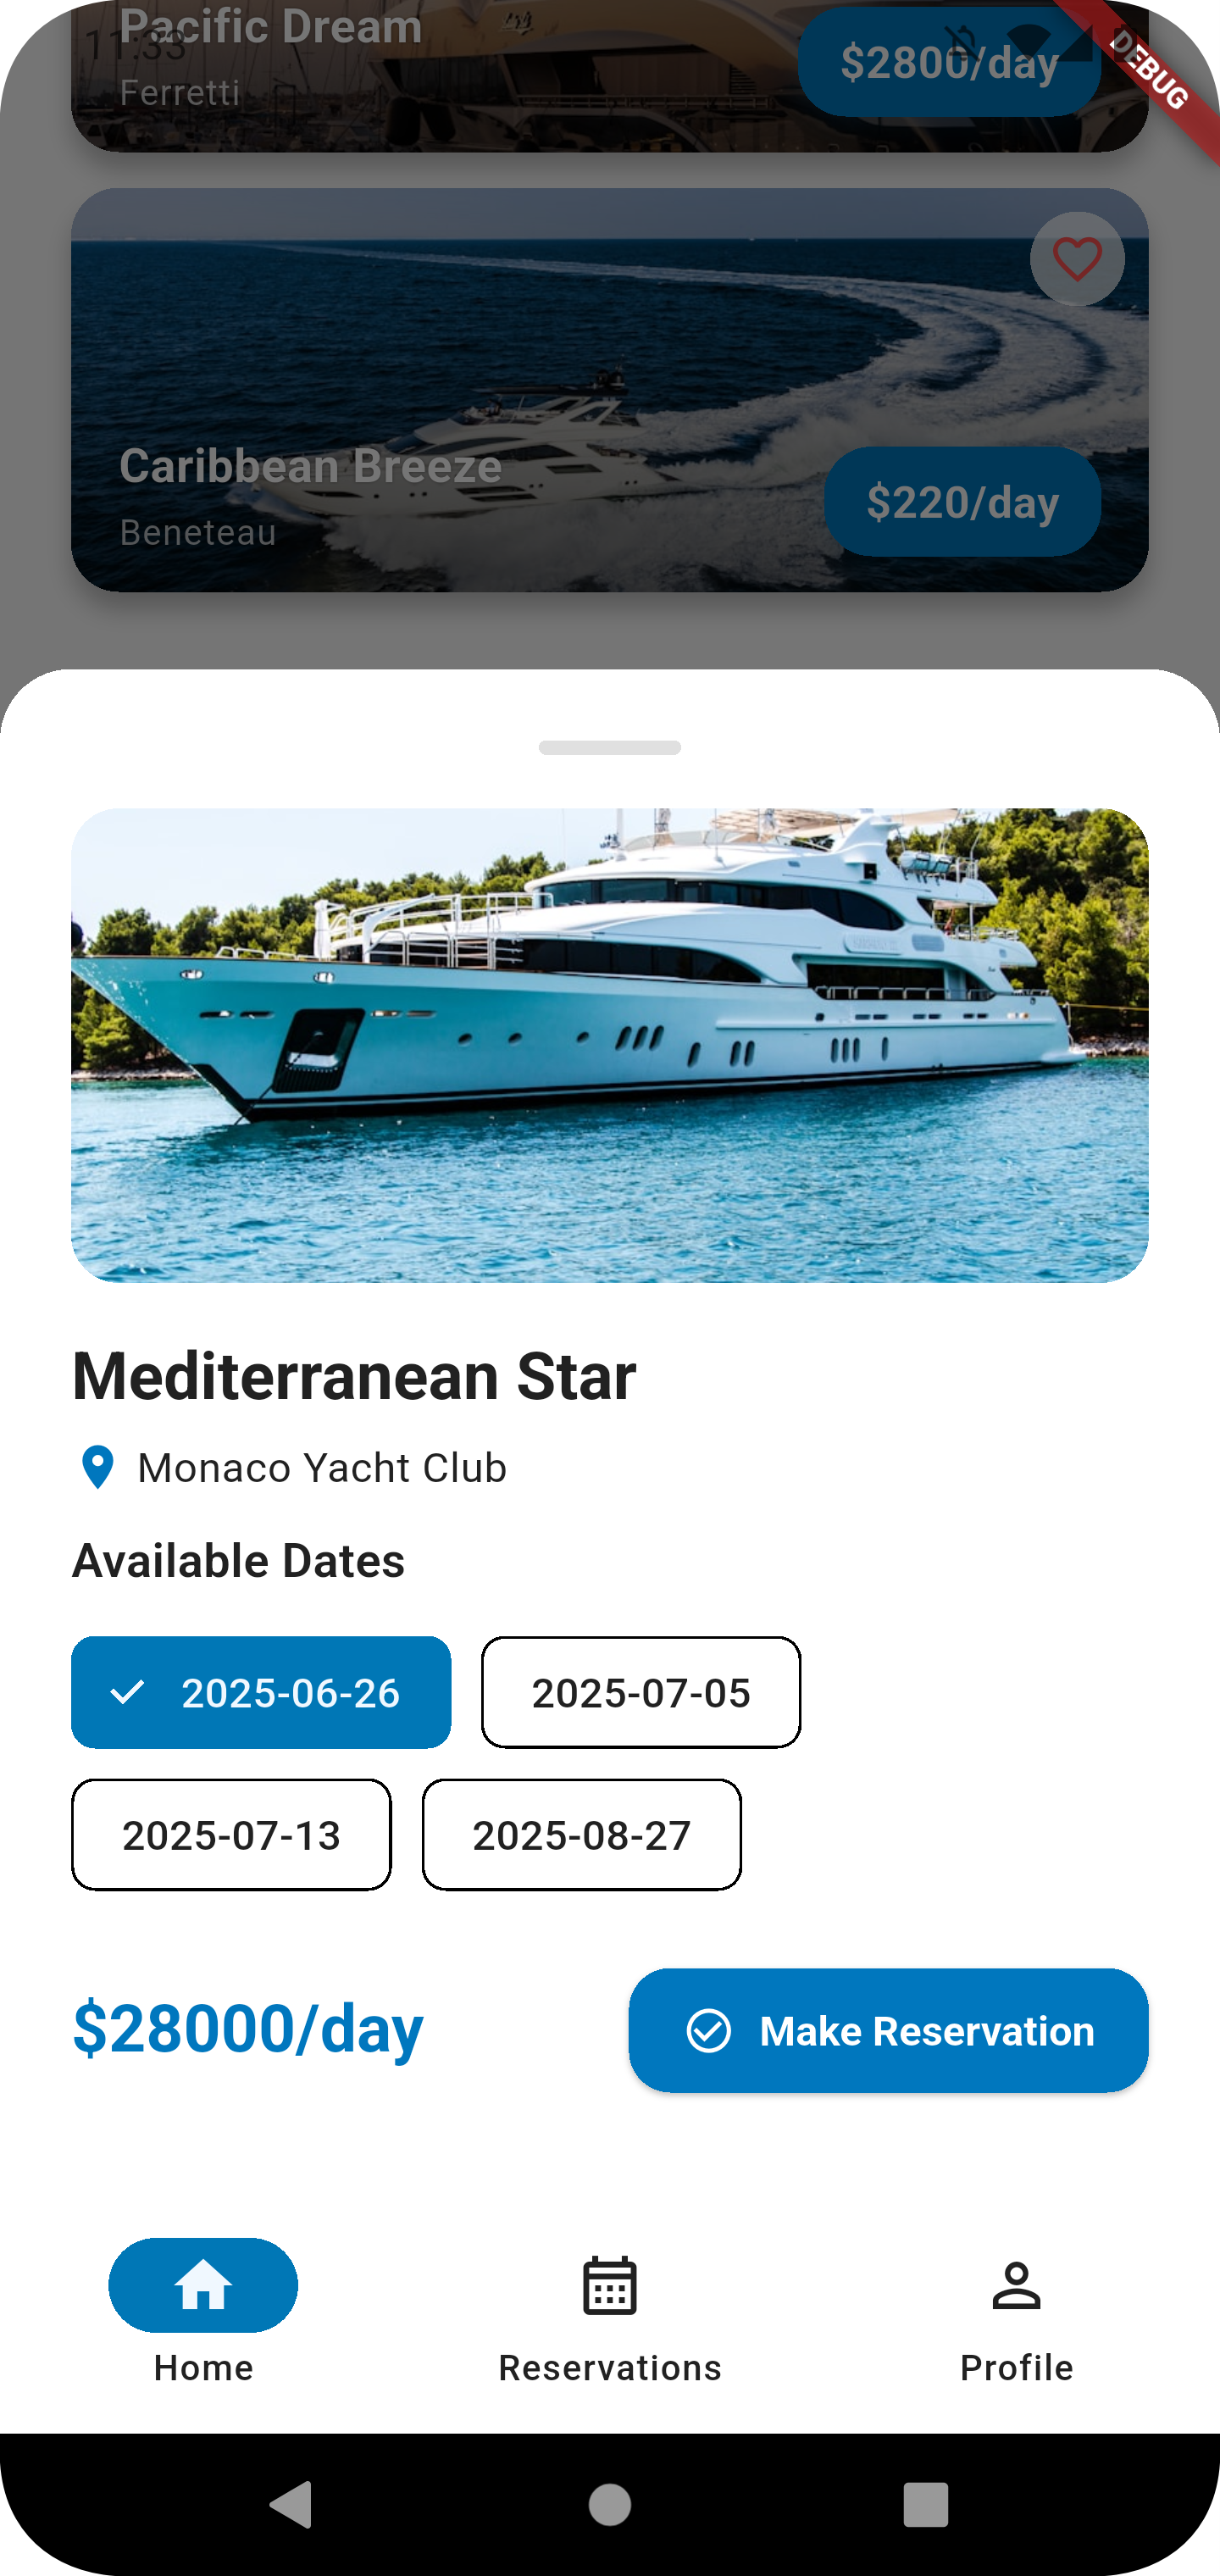 Pacific Dream
11:33
Ferretti
$2800/day
DEBUG
Caribbean Breeze
Beneteau
$220/day
Mediterranean Star
Monaco Yacht Club
Available Dates
2025-06-26
2025-07-05
2025-07-13
2025-08-27
$28000/day
Make Reservation
Home
Reservations
Profile